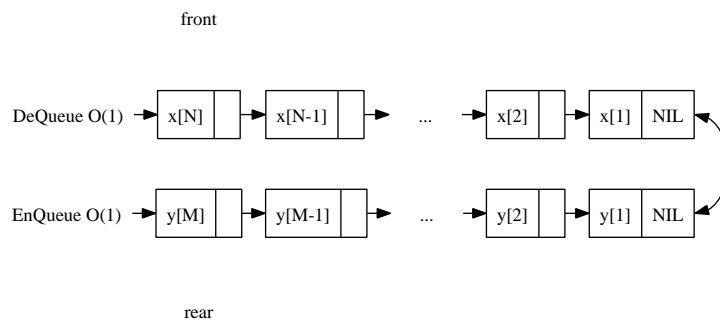 front
DeQueue O(1) x[N] x[N-1] ... x[2] x[1] NIL
EnQueue O(1) y[M] y[M-1] ... y[2] y[1] NIL
rear